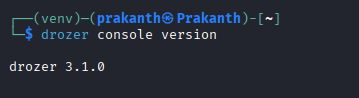 ┌──(venv)─(prakanth㉿Prakanth)-[~]
└─$ drozer console version
drozer 3.1.0